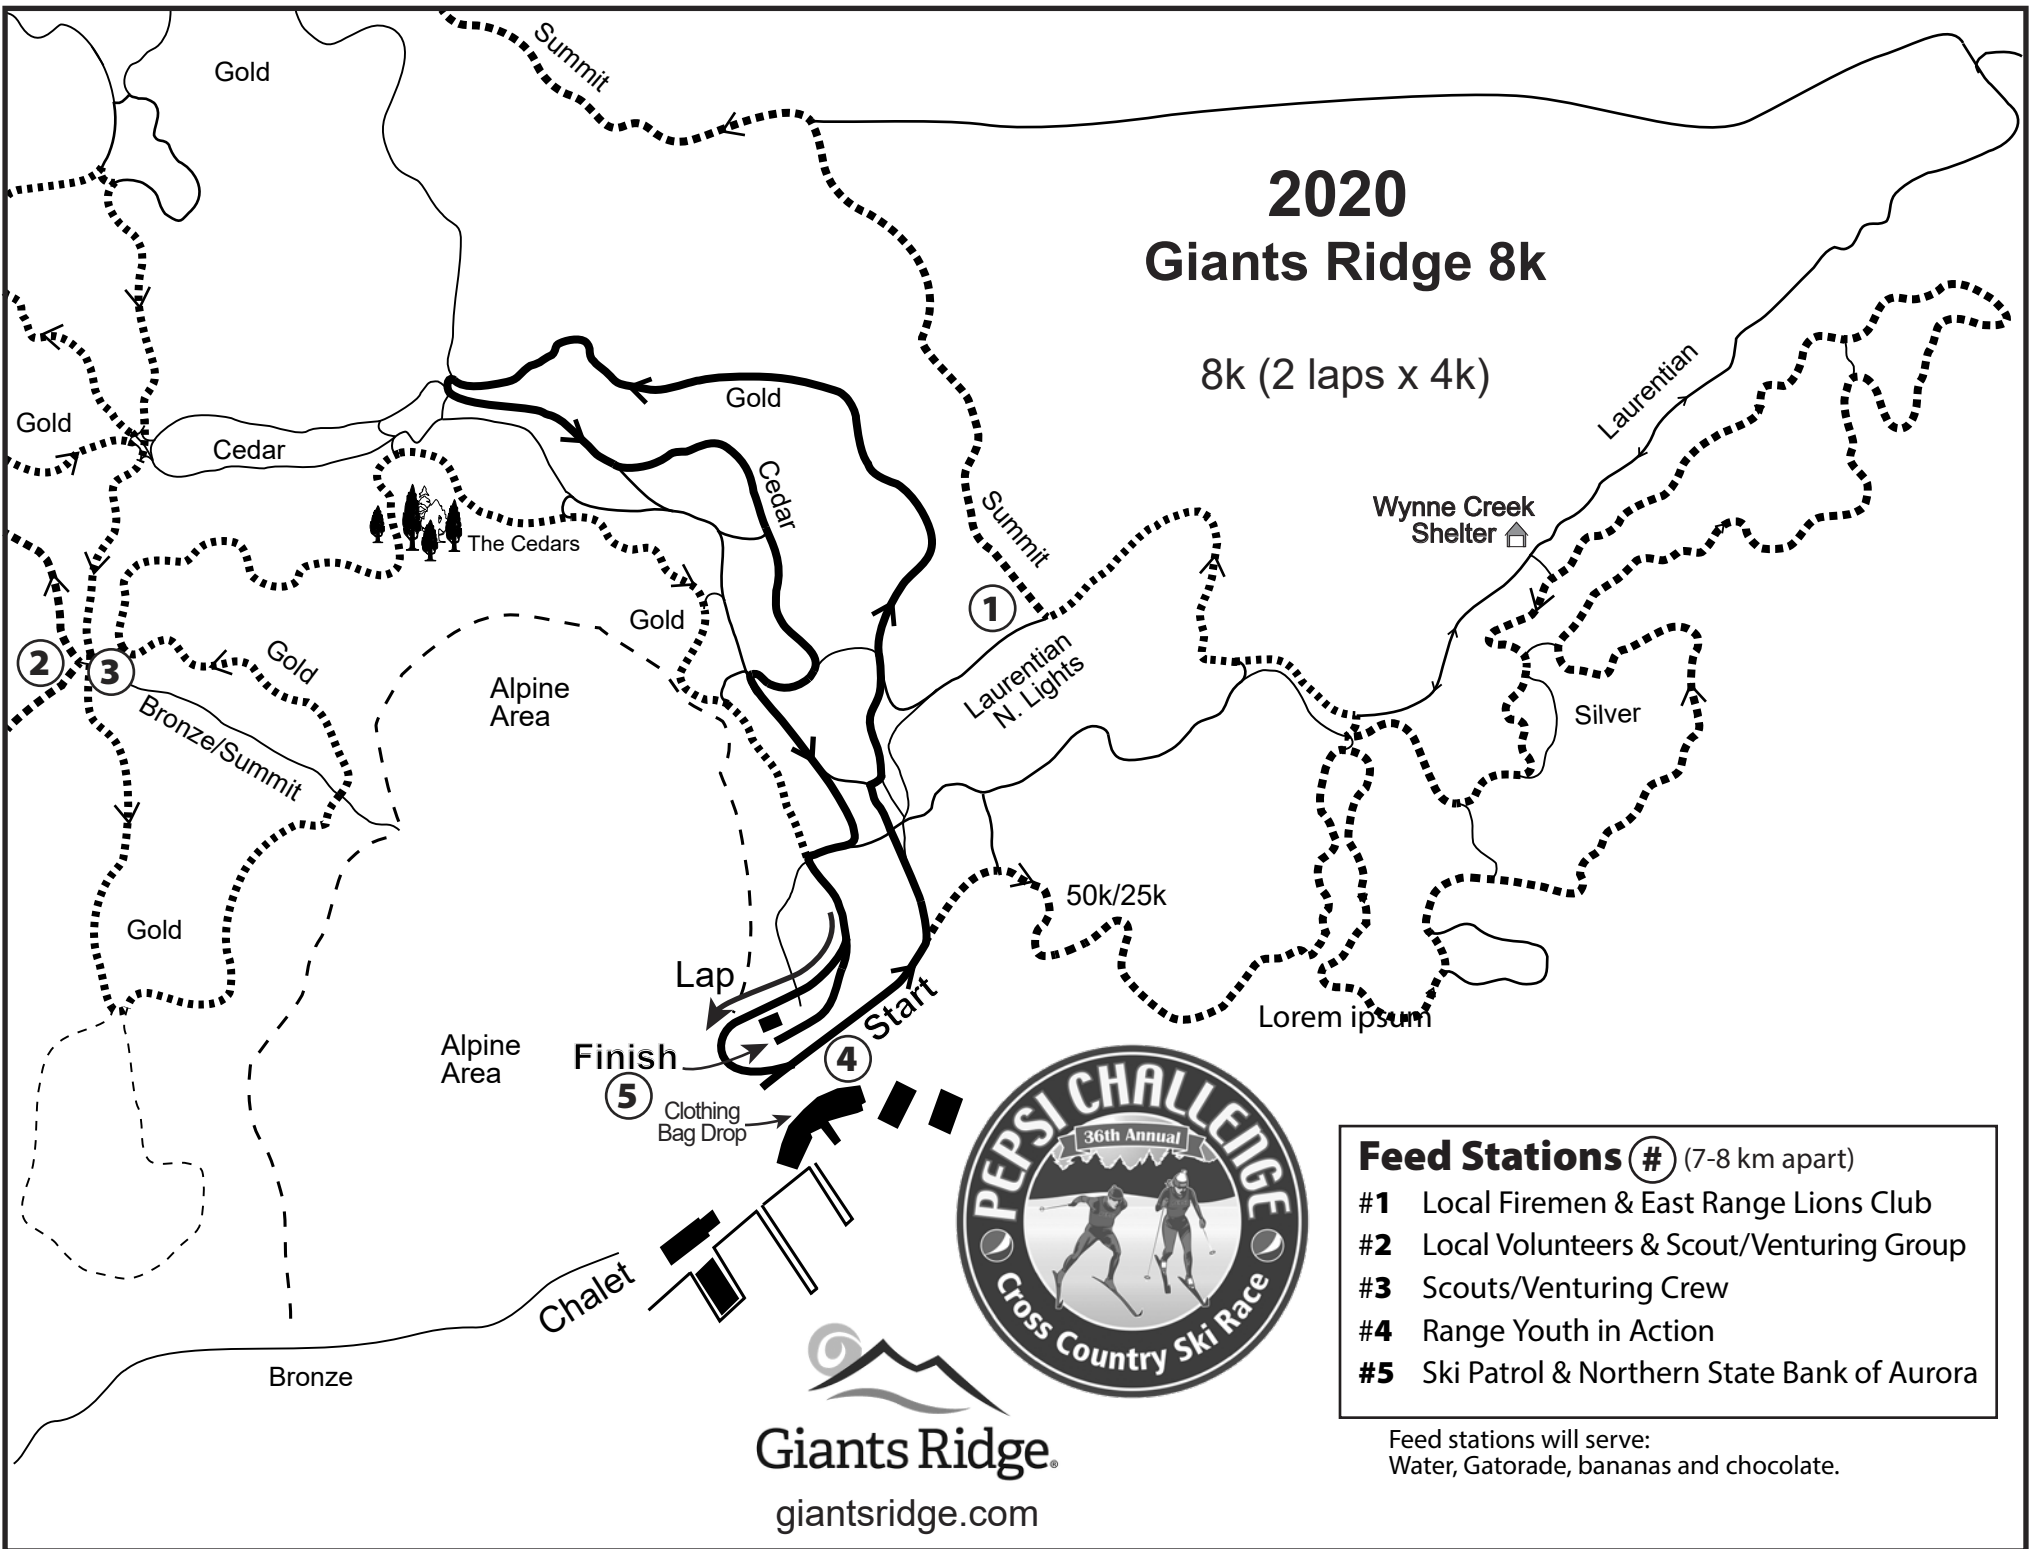 Summit
Gold
2020
Giants Ridge 8k
8k (2 laps x 4k)
Gold
Gold
Cedar
Cedar
Laurentian
Summit
Wynne Creek
Shelter
The Cedars
1
Gold
2
3
Gold
Laurentian
N. Lights
Alpine
Area
Bronze/Summit
Silver
50k/25k
Gold
Lap
Start
Lorem ipsum
Alpine
Area
Finish
4
5
Clothing
Bag Drop
PEPSI CHALLENGE
36th Annual
Cross Country Ski Race
Feed Stations # (7-8 km apart)
#1 Local Firemen & East Range Lions Club
#2 Local Volunteers & Scout/Venturing Group
#3 Scouts/Venturing Crew
#4 Range Youth in Action
#5 Ski Patrol & Northern State Bank of Aurora
Chalet
Bronze
Giants Ridge®
giantsridge.com
Feed stations will serve:
Water, Gatorade, bananas and chocolate.